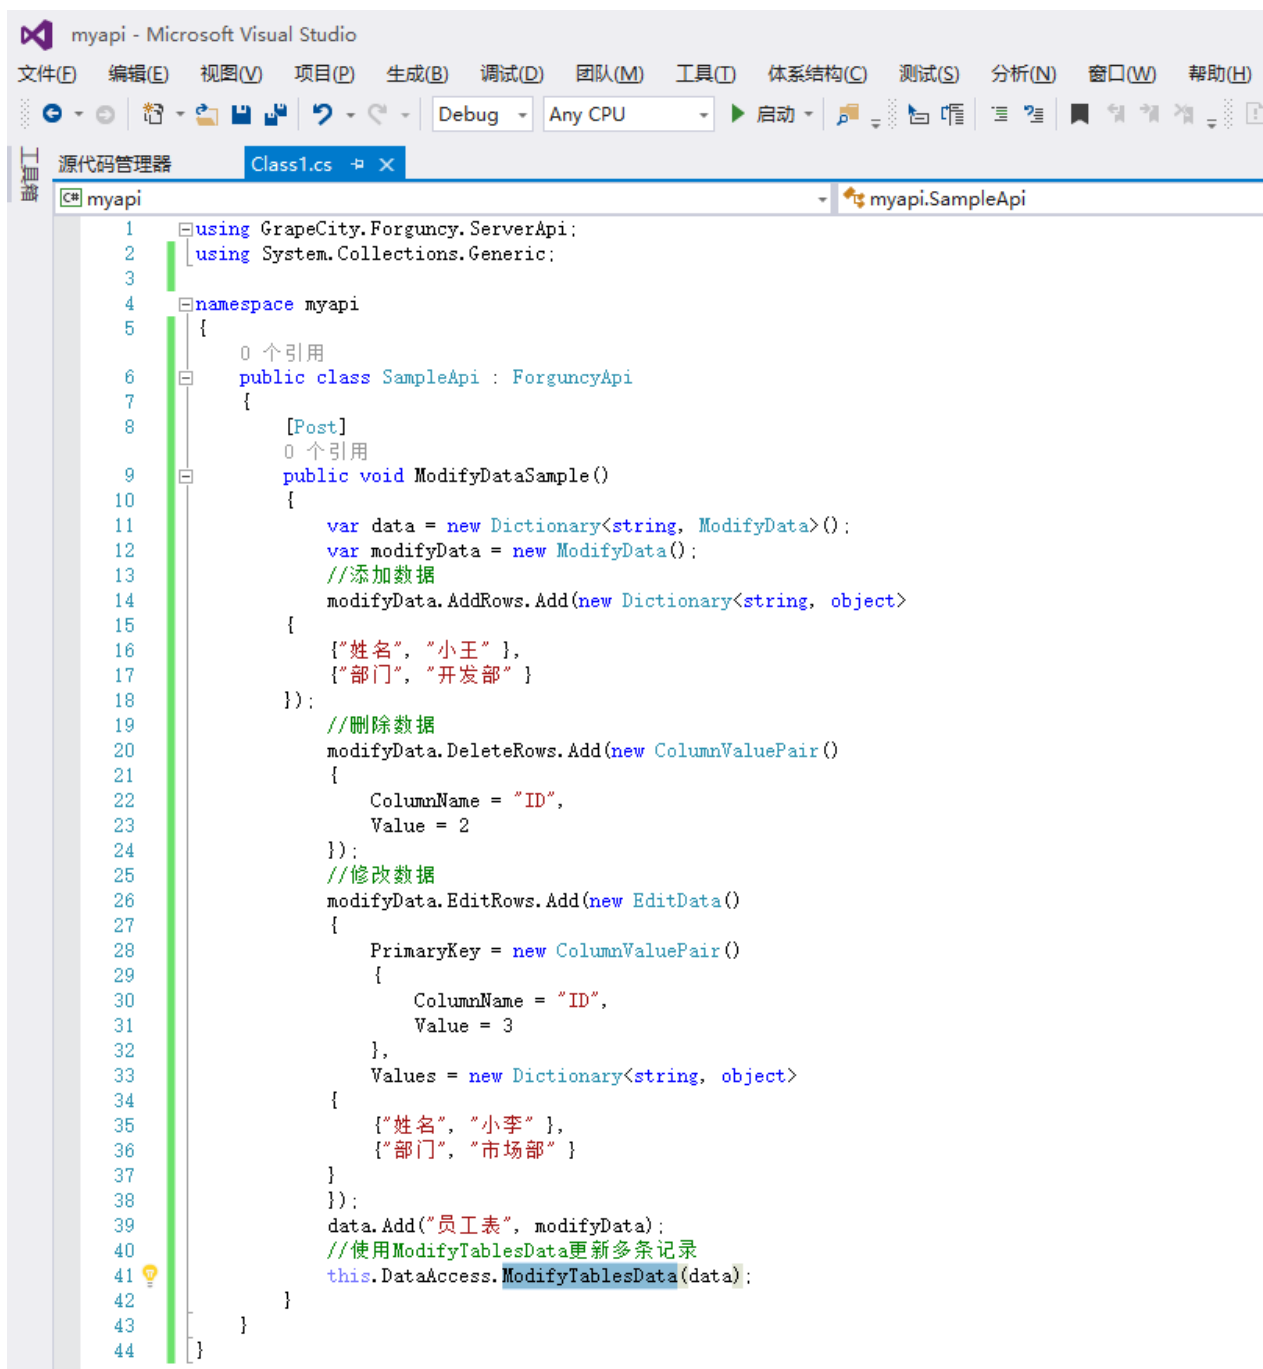 myapi - Microsoft Visual Studio
文件(F) 编辑(E) 视图(V) 项目(P) 生成(B) 调试(D) 团队(M) 工具(T) 体系结构(C) 测试(S) 分析(N) 窗口(W) 帮助(H)
Debug Any CPU 启动
工具箱
源代码管理器 Class1.cs
C# myapi myapi.SampleApi
1 using GrapeCity.Forguncy.ServerApi;
2 using System.Collections.Generic;
3
4 namespace myapi
5 {
0 个引用
6 public class SampleApi : ForguncyApi
7 {
8 [Post]
0 个引用
9 public void ModifyDataSample()
10 {
11 var data = new Dictionary<string, ModifyData>();
12 var modifyData = new ModifyData();
13 //添加数据
14 modifyData.AddRows.Add(new Dictionary<string, object>
15 {
16 {"姓名", "小王" },
17 {"部门", "开发部" }
18 });
19 //删除数据
20 modifyData.DeleteRows.Add(new ColumnValuePair()
21 {
22 ColumnName = "ID",
23 Value = 2
24 });
25 //修改数据
26 modifyData.EditRows.Add(new EditData()
27 {
28 PrimaryKey = new ColumnValuePair()
29 {
30 ColumnName = "ID",
31 Value = 3
32 },
33 Values = new Dictionary<string, object>
34 {
35 {"姓名", "小李" },
36 {"部门", "市场部" }
37 }
38 });
39 data.Add("员工表", modifyData);
40 //使用ModifyTablesData更新多条记录
41 this.DataAccess.ModifyTablesData(data);
42 }
43 }
44 }